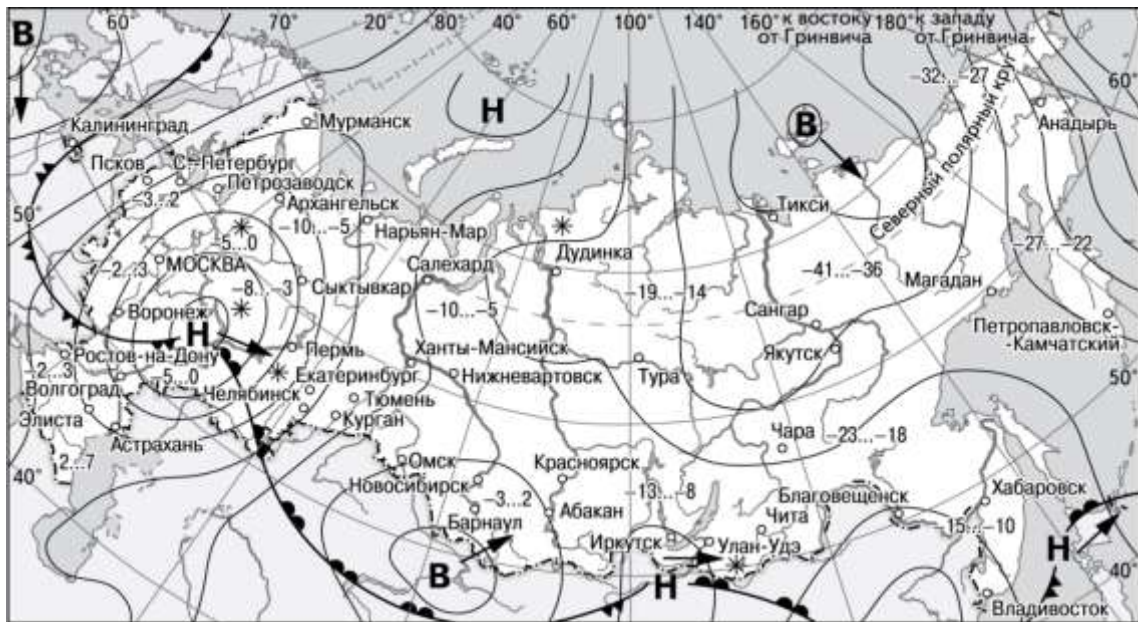 60°
70°
20°
60°
80°
100°
140°
160°
к востоку
от Гринвича
180°
к западу
от Гринвича
В
Н
-32...-27
60°
Северный полярный круг
Анадырь
В
Калининград
Мурманск
Псков
С.-Петербург
Петрозаводск
-3...2
Архангельск
-10...-5
Тикси
50°
-5...0
Нарьян-Мар
Дудинка
-27...-22
-2...3
МОСКВА
Салехард
-41...-36
Магадан
-8...-3
Сыктывкар
-19...-14
-10...-5
Сангар
Воронеж
Н
Пермь
Ханты-Мансийск
Якутск
Петропавловск-
-Камчатский
Ростов-на-Дону
-2...3
Екатеринбург
Нижневартовск
Тура
50°
Волгоград
-5...0
Челябинск
Тюмень
Элиста
Курган
Чара
-23...-18
Астрахань
2...7
Омск
Красноярск
40°
Новосибирск
-13...-8
Благовещенск
Хабаровск
-3...2
Барнаул
Абакан
Чита
-15...-10
Иркутск
Улан-Удэ
Н
В
Н
40°
Владивосток